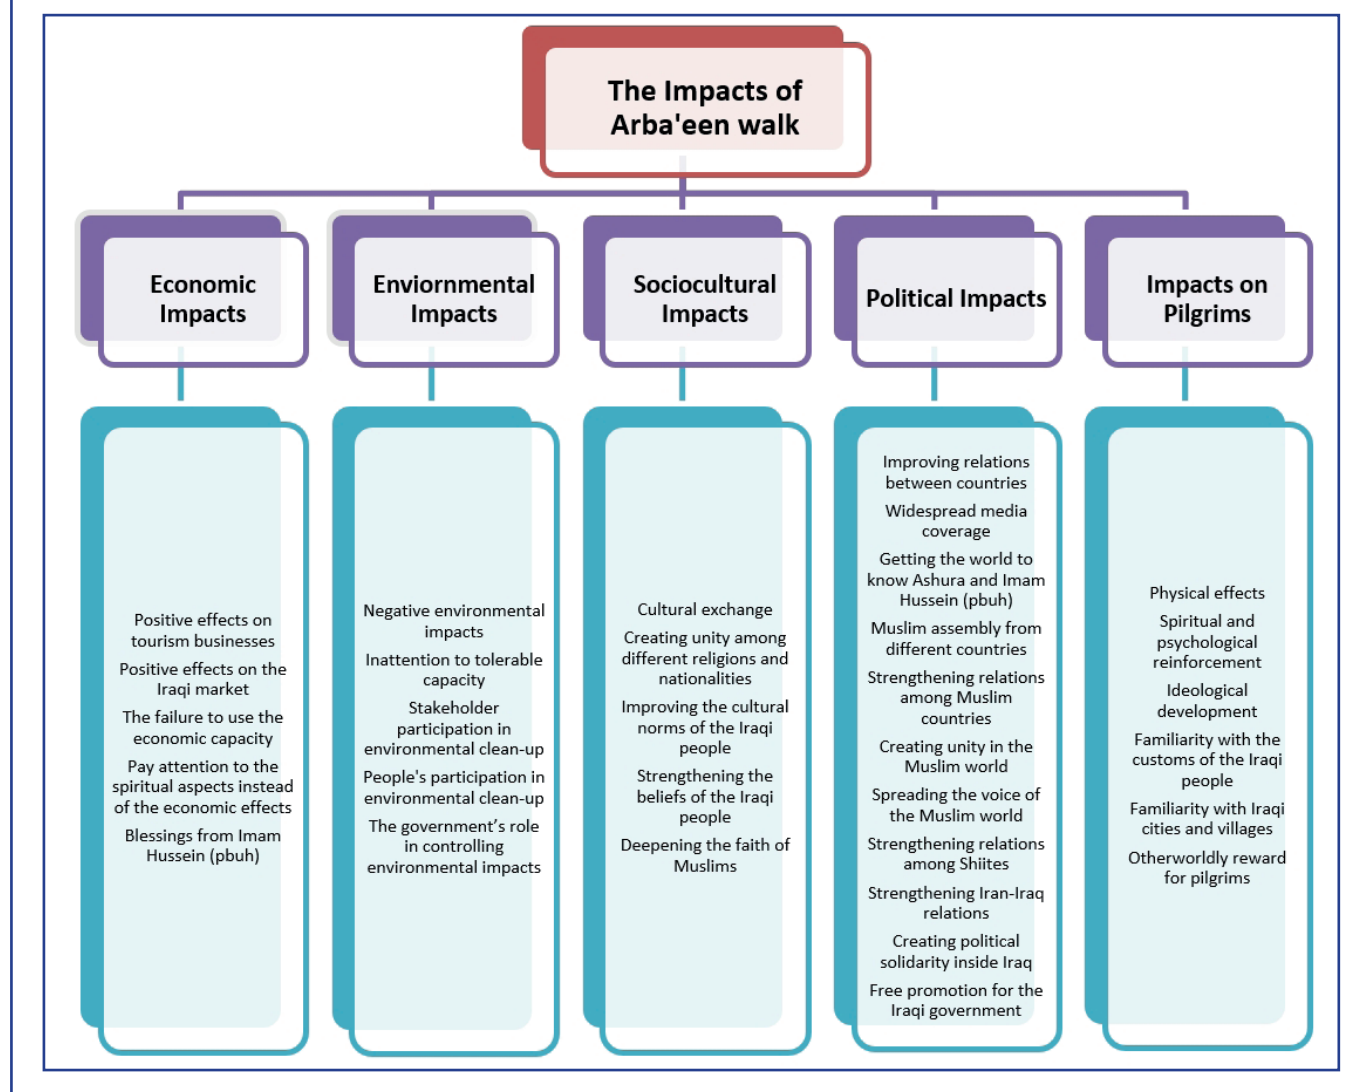 The Impacts of
Arba'een walk
Economic
Impacts
Enviornmental
Impacts
Sociocultural
Impacts
Political Impacts
Impacts on
Pilgrims
Positive effects on
tourism businesses
Positive effects on the
Iraqi market
The failure to use the
economic capacity
Pay attention to the
spiritual aspects instead
of the economic effects
Blessings from Imam
Hussein (pbuh)
Negative environmental
impacts
Inattention to tolerable
capacity
Stakeholder
participation in
environmental clean-up
People's participation in
environmental clean-up
The government’s role
in controlling
environmental impacts
Cultural exchange
Creating unity among
different religions and
nationalities
Improving the cultural
norms of the Iraqi
people
Strengthening the
beliefs of the Iraqi
people
Deepening the faith of
Muslims
Improving relations
between countries
Widespread media
coverage
Getting the world to
know Ashura and Imam
Hussein (pbuh)
Muslim assembly from
different countries
Strengthening relations
among Muslim
countries
Creating unity in the
Muslim world
Spreading the voice of
the Muslim world
Strengthening relations
among Shiites
Strengthening Iran-Iraq
relations
Creating political
solidarity inside Iraq
Free promotion for the
Iraqi government
Physical effects
Spiritual and
psychological
reinforcement
Ideological
development
Familiarity with the
customs of the Iraqi
people
Familiarity with Iraqi
cities and villages
Otherworldly reward
for pilgrims